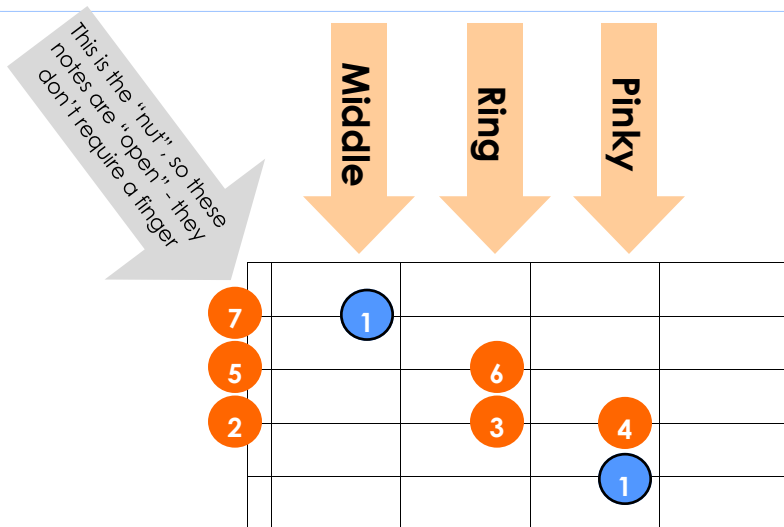 This is the "nut", so these
notes are "open" - they
don't require a finger
Middle
Ring
Pinky
7
1
5
6
2
3
4
1